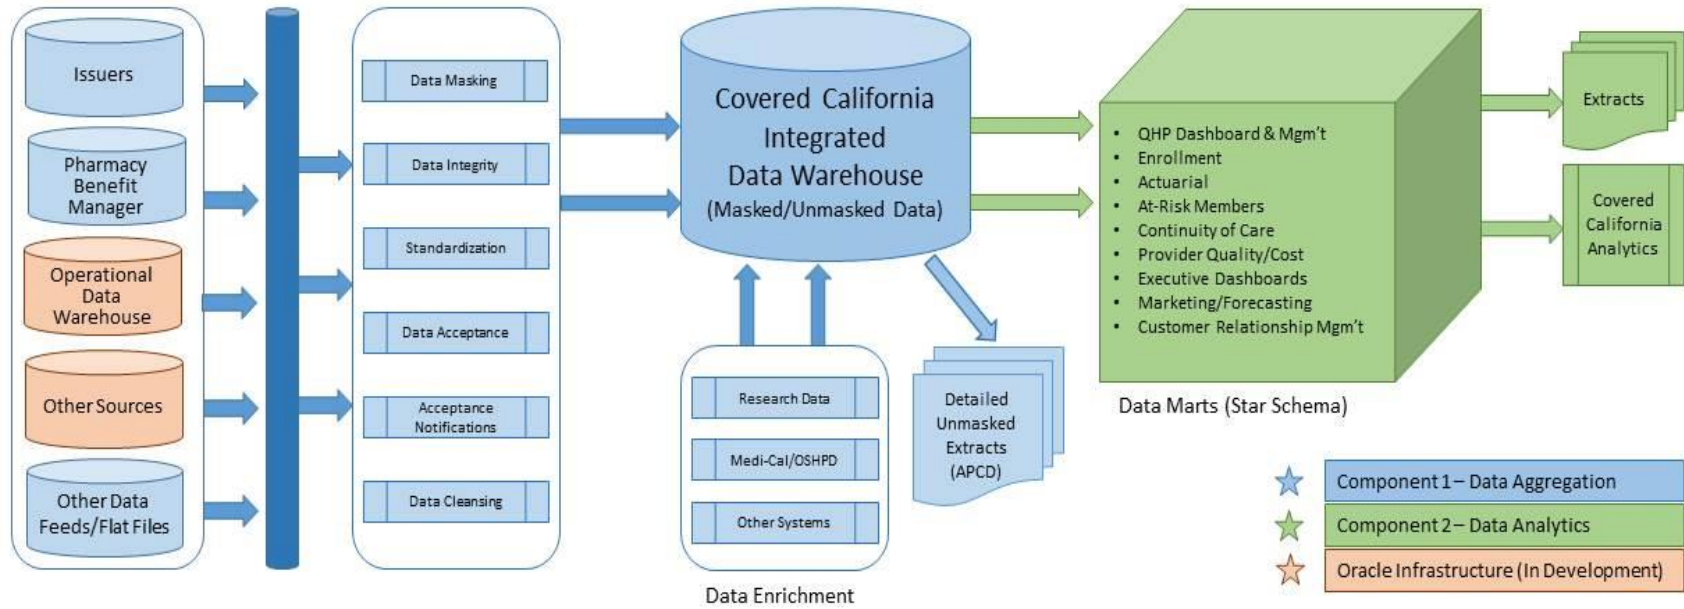 Issuers
Pharmacy
Benefit
Manager
Operational
Data
Warehouse
Other Sources
Other Data
Feeds/Flat Files
Data Masking
Data Integrity
Standardization
Data Acceptance
Acceptance
Notifications
Data Cleansing
Covered California
Integrated
Data Warehouse
(Masked/Unmasked Data)
Research Data
Medi-Cal/OSHPD
Other Systems
Data Enrichment
Detailed
Unmasked
Extracts
(APCD)
• QHP Dashboard & Mgm't
• Enrollment
• Actuarial
• At-Risk Members
• Continuity of Care
• Provider Quality/Cost
• Executive Dashboards
• Marketing/Forecasting
• Customer Relationship Mgm't
Data Marts (Star Schema)
Extracts
Covered
California
Analytics
Component 1– Data Aggregation
Component 2– Data Analytics
Oracle Infrastructure (In Development)